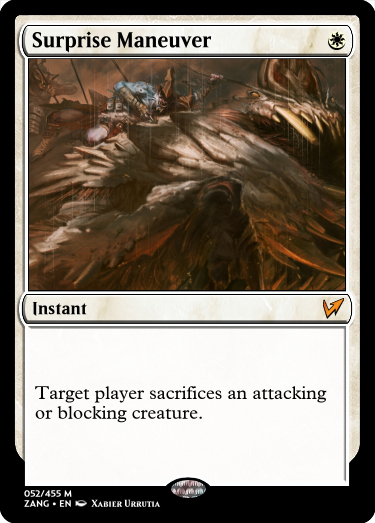 Surprise Maneuver
Instant
Target player sacrifices an attacking
or blocking creature.
052/455 M
ZANG • EN Xabier Urrutia